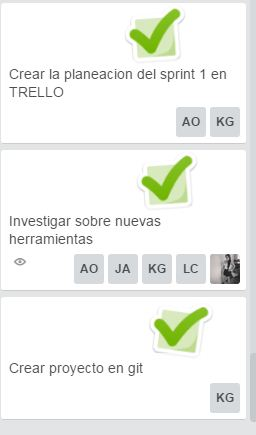 Crear la planeacion del sprint 1 en
TRELLO
AO KG
Investigar sobre nuevas
herramientas
AO JA KG LC
Crear proyecto en git
KG